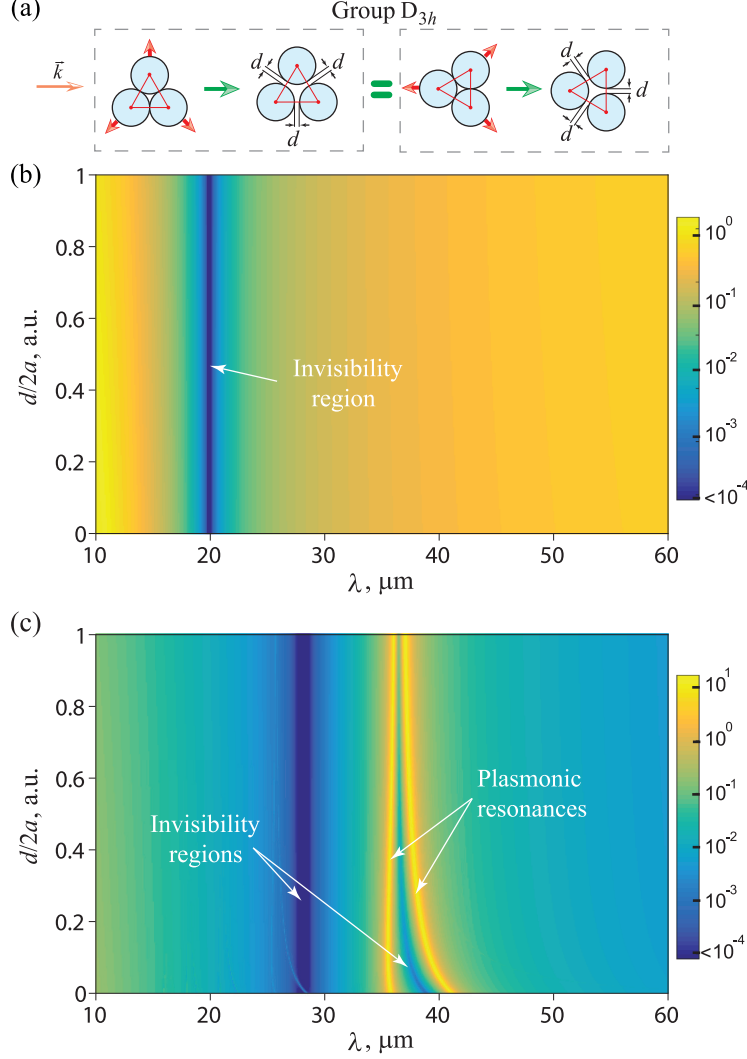 (a) Group D3h
k̄
d d d d d d
(b)
1
0.8
0.6
0.4
0.2
0
d/2a, a.u.
Invisibility
region
10 20 30 40 50 60
λ, μm
10^0
10^-1
10^-2
10^-3
<10^-4
(c)
1
0.8
0.6
0.4
0.2
0
d/2a, a.u.
Plasmonic
resonances
Invisibility
regions
10 20 30 40 50 60
λ, μm
10^1
10^0
10^-1
10^-2
10^-3
<10^-4